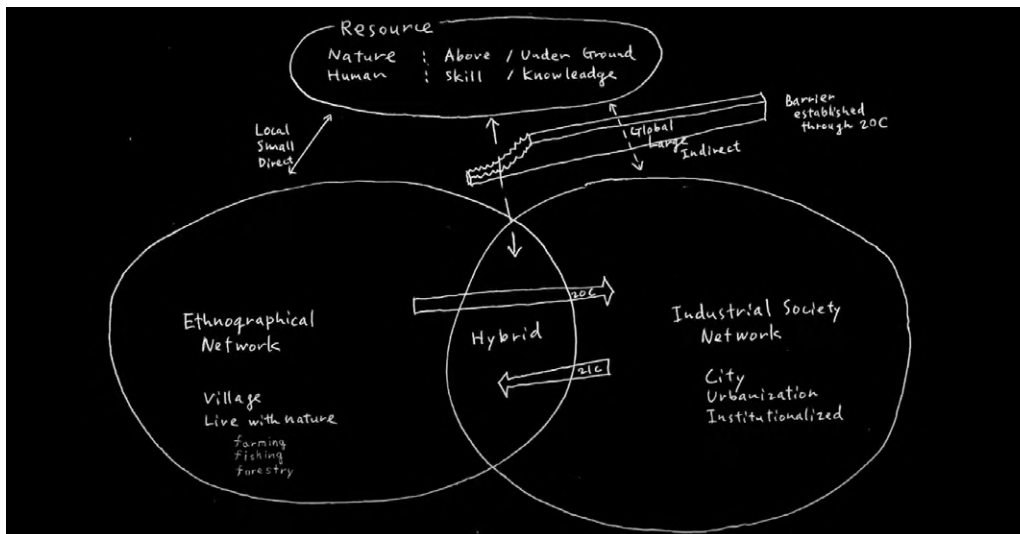 Resource
Nature : Above / Under Ground
Human : Skill / Knowleadge
Barrier
established
through 20C
Local
Small
Direct
Global
Large
Indirect
20C
Ethnographical
Network
Hybrid
Industrial Society
Network
21C
Village
Live with nature
farming
fishing
forestry
City
Urbanization
Institutionalized